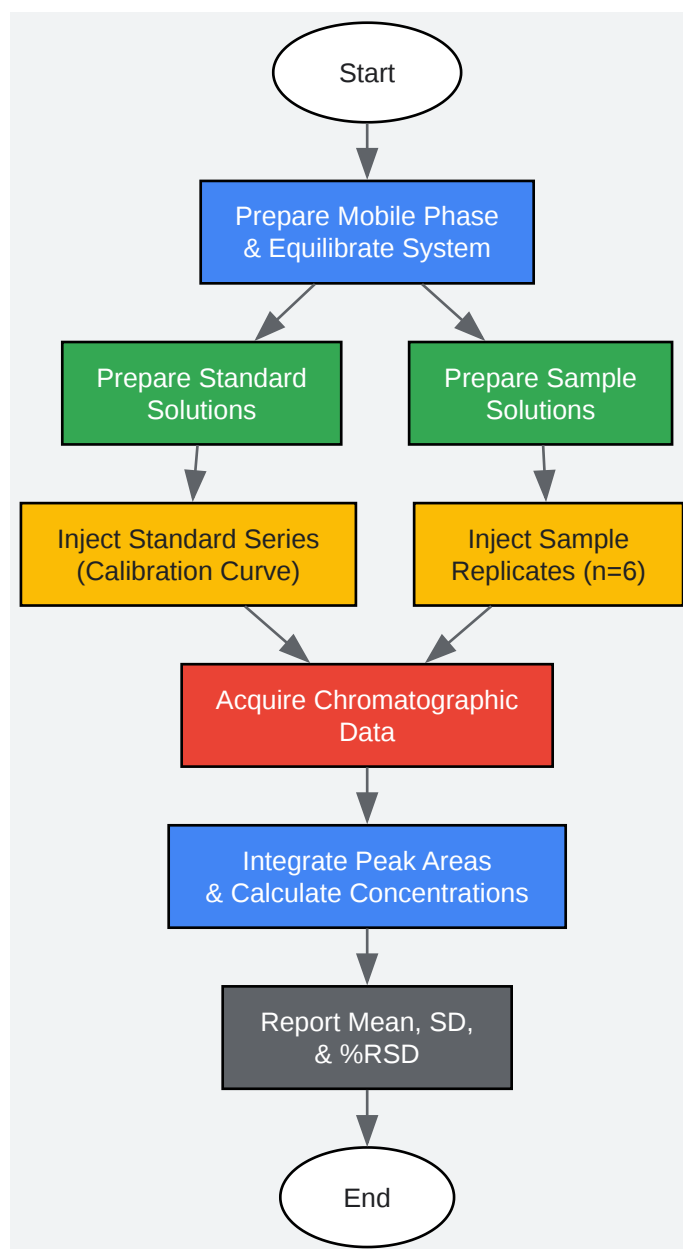 Start
Prepare Mobile Phase
& Equilibrate System
Prepare Standard
Solutions
Prepare Sample
Solutions
Inject Standard Series
(Calibration Curve)
Inject Sample
Replicates (n=6)
Acquire Chromatographic
Data
Integrate Peak Areas
& Calculate Concentrations
Report Mean, SD,
& %RSD
End